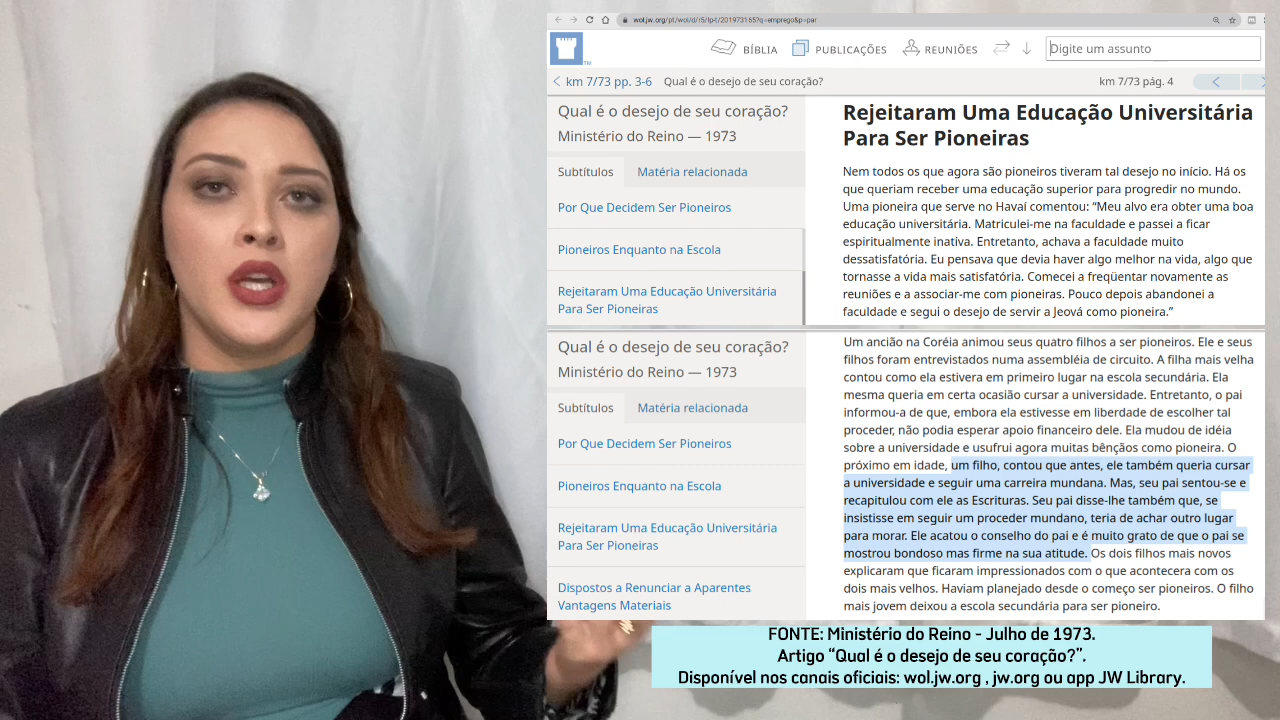 wol.jw.org/pt/wol/d/r5/lp-t/201973165?q=emprego&p=par
BÍBLIA
PUBLICAÇÕES
REUNIÕES
Digite um assunto
TM
km 7/73 pp. 3-6
Qual é o desejo de seu coração?
km 7/73 pág. 4
Qual é o desejo de seu coração?
Ministério do Reino — 1973
Subtítulos
Matéria relacionada
Por Que Decidem Ser Pioneiros
Pioneiros Enquanto na Escola
Rejeitaram Uma Educação Universitária
Para Ser Pioneiras
Rejeitaram Uma Educação Universitária
Para Ser Pioneiras
Nem todos os que agora são pioneiros tiveram tal desejo no início. Há os
que queriam receber uma educação superior para progredir no mundo.
Uma pioneira que serve no Havaí comentou: “Meu alvo era obter uma boa
educação universitária. Matriculei-me na faculdade e passei a ficar
espiritualmente inativa. Entretanto, achava a faculdade muito
dessatisfatória. Eu pensava que devia haver algo melhor na vida, algo que
tornasse a vida mais satisfatória. Comecei a freqüentar novamente as
reuniões e a associar-me com pioneiras. Pouco depois abandonei a
faculdade e segui o desejo de servir a Jeová como pioneira.”
Qual é o desejo de seu coração?
Ministério do Reino — 1973
Subtítulos
Matéria relacionada
Por Que Decidem Ser Pioneiros
Pioneiros Enquanto na Escola
Rejeitaram Uma Educação Universitária
Para Ser Pioneiras
Dispostos a Renunciar a Aparentes
Vantagens Materiais
Um ancião na Coréia animou seus quatro filhos a ser pioneiros. Ele e seus
filhos foram entrevistados numa assembléia de circuito. A filha mais velha
contou como ela estivera em primeiro lugar na escola secundária. Ela
mesma queria em certa ocasião cursar a universidade. Entretanto, o pai
informou-a de que, embora ela estivesse em liberdade de escolher tal
proceder, não podia esperar apoio financeiro dele. Ela mudou de idéia
sobre a universidade e usufrui agora muitas bênçãos como pioneira. O
próximo em idade, um filho, contou que antes, ele também queria cursar
a universidade e seguir uma carreira mundana. Mas, seu pai sentou-se e
recapitulou com ele as Escrituras. Seu pai disse-lhe também que, se
insistisse em seguir um proceder mundano, teria de achar outro lugar
para morar. Ele acatou o conselho do pai e é muito grato de que o pai se
mostrou bondoso mas firme na sua atitude. Os dois filhos mais novos
explicaram que ficaram impressionados com o que acontecera com os
dois mais velhos. Haviam planejado desde o começo ser pioneiros. O filho
mais jovem deixou a escola secundária para ser pioneiro.
FONTE: Ministério do Reino - Julho de 1973.
Artigo “Qual é o desejo de seu coração?”.
Disponível nos canais oficiais: wol.jw.org , jw.org ou app JW Library.